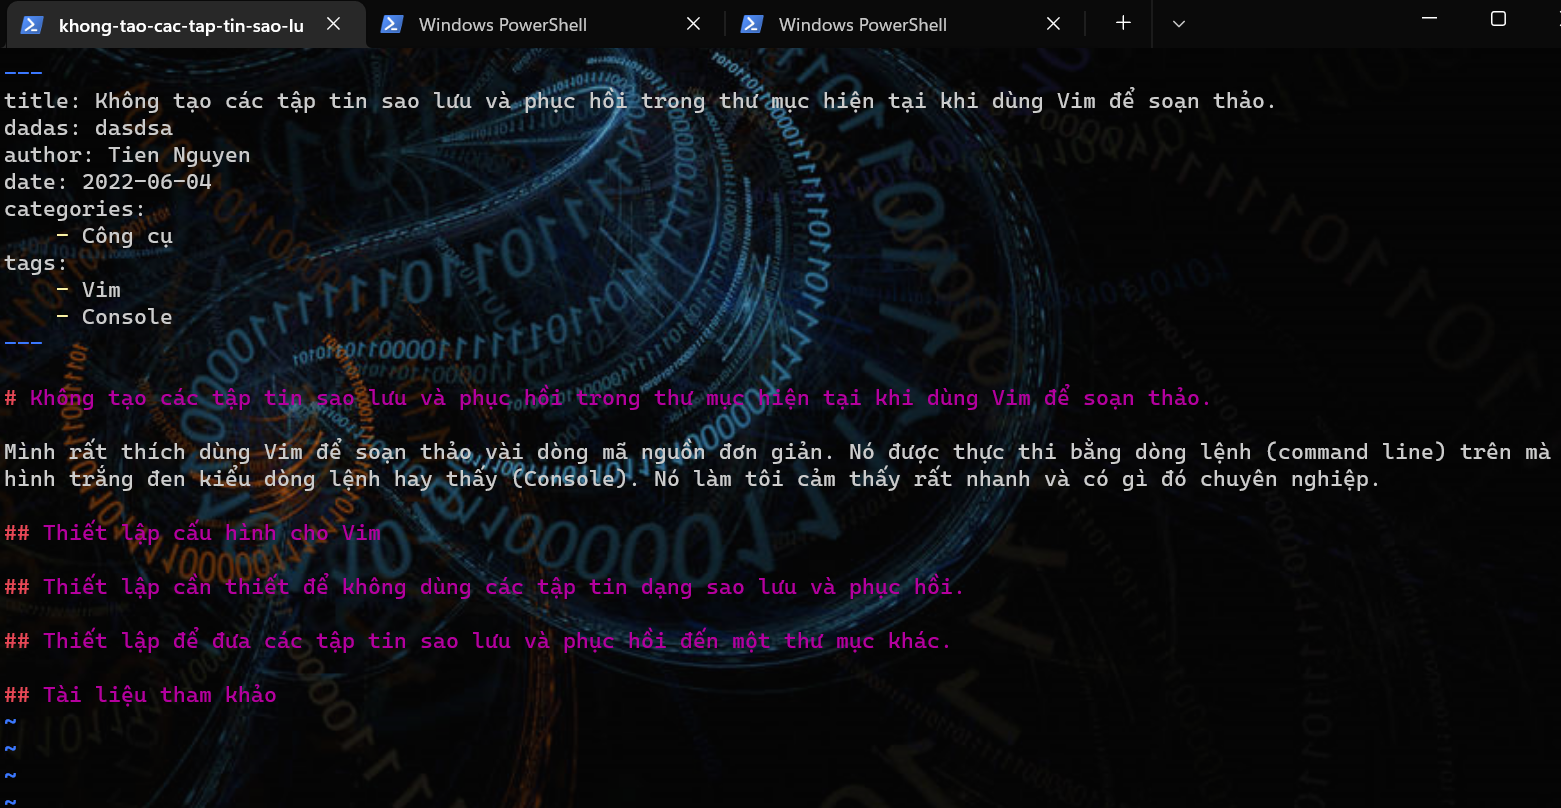 khong-tao-cac-tap-tin-sao-lu
Windows PowerShell
Windows PowerShell
---
title: Không tạo các tập tin sao lưu và phục hồi trong thư mục hiện tại khi dùng Vim để soạn thảo.
dadas: dasdsa
author: Tien Nguyen
date: 2022-06-04
categories:
    - Công cụ
tags:
    - Vim
    - Console
---
# Không tạo các tập tin sao lưu và phục hồi trong thư mục hiện tại khi dùng Vim để soạn thảo.
Mình rất thích dùng Vim để soạn thảo vài dòng mã nguồn đơn giản. Nó được thực thi bằng dòng lệnh (command line) trên mà
hình trắng đen kiểu dòng lệnh hay thấy (Console). Nó làm tôi cảm thấy rất nhanh và có gì đó chuyên nghiệp.
## Thiết lập cấu hình cho Vim
## Thiết lập cần thiết để không dùng các tập tin dạng sao lưu và phục hồi.
## Thiết lập để đưa các tập tin sao lưu và phục hồi đến một thư mục khác.
## Tài liệu tham khảo
~
~
~
~